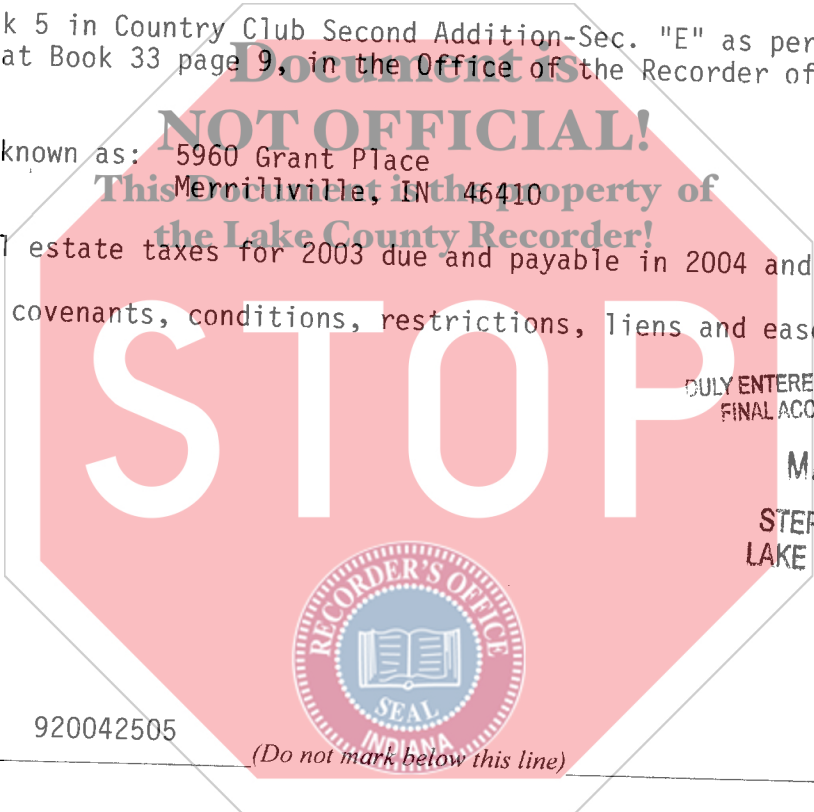 k 5 in Country Club Second Addition-Sec. "E" as per
at Book 33 page 9, in the Office of the Recorder of
Document is
NOT OFFICIAL!
known as: 5960 Grant Place
Merrillville, IN 46410
This Document is the property of
the Lake County Recorder!
l estate taxes for 2003 due and payable in 2004 and
covenants, conditions, restrictions, liens and ease
STOP
DULY ENTERE
FINAL ACC
M
STEP
LAKE
RECORDER'S OFFICE
SEAL
INDIANA
920042505
(Do not mark below this line)